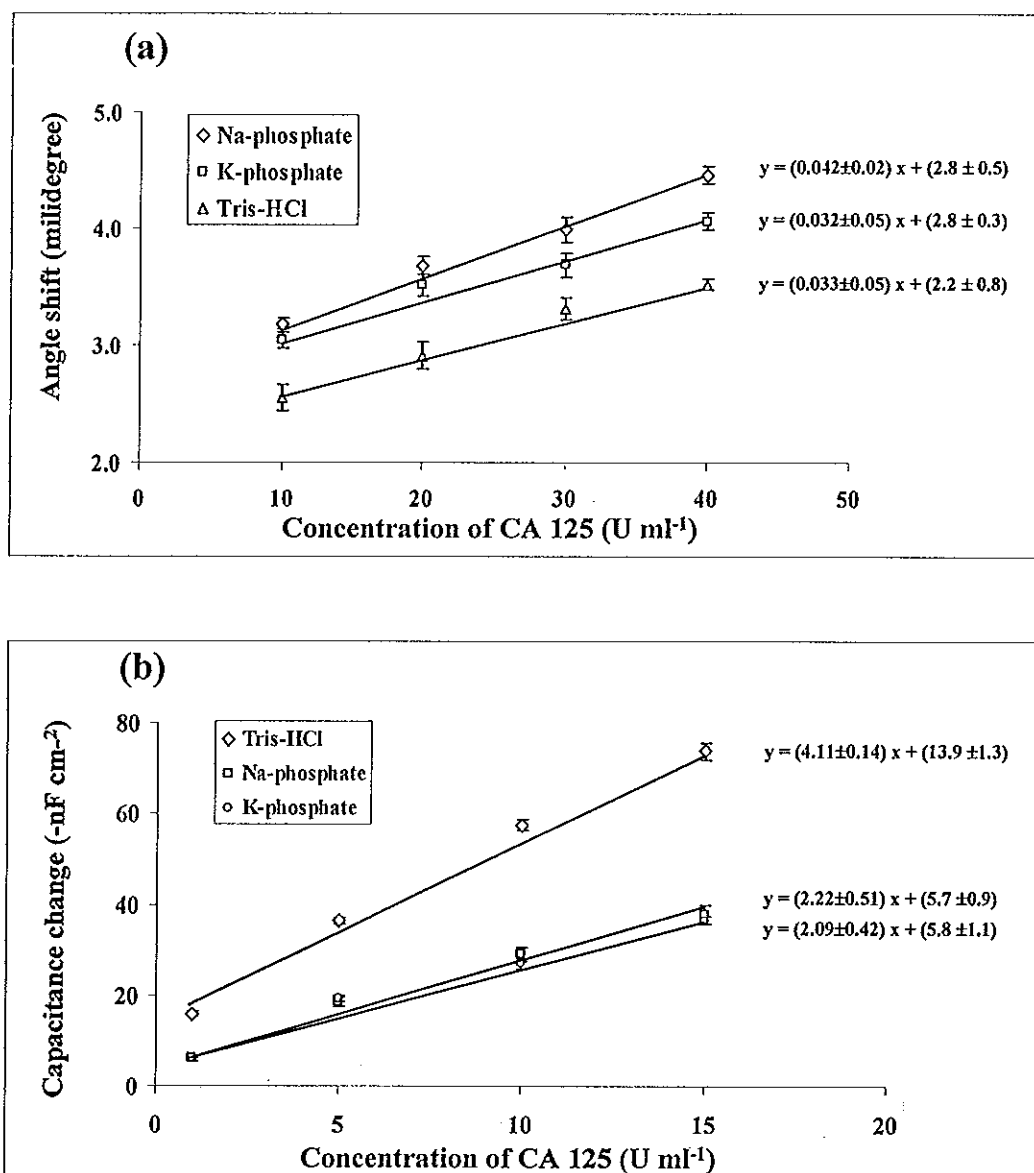 (a)
Angle shift (milidegree)
5.0
4.0
3.0
2.0
Na-phosphate
K-phosphate
Tris-HCl
y = (0.042±0.02) x + (2.8 ± 0.5)
y = (0.032±0.05) x + (2.8 ± 0.3)
y = (0.033±0.05) x + (2.2 ± 0.8)
0 10 20 30 40 50
Concentration of CA 125 (U ml-1)
(b)
Capacitance change (-nF cm-2)
80
60
40
20
0
Tris-HCl
Na-phosphate
K-phosphate
y = (4.11±0.14) x + (13.9 ±1.3)
y = (2.22±0.51) x + (5.7 ±0.9)
y = (2.09±0.42) x + (5.8 ±1.1)
0 5 10 15 20
Concentration of CA 125 (U ml-1)